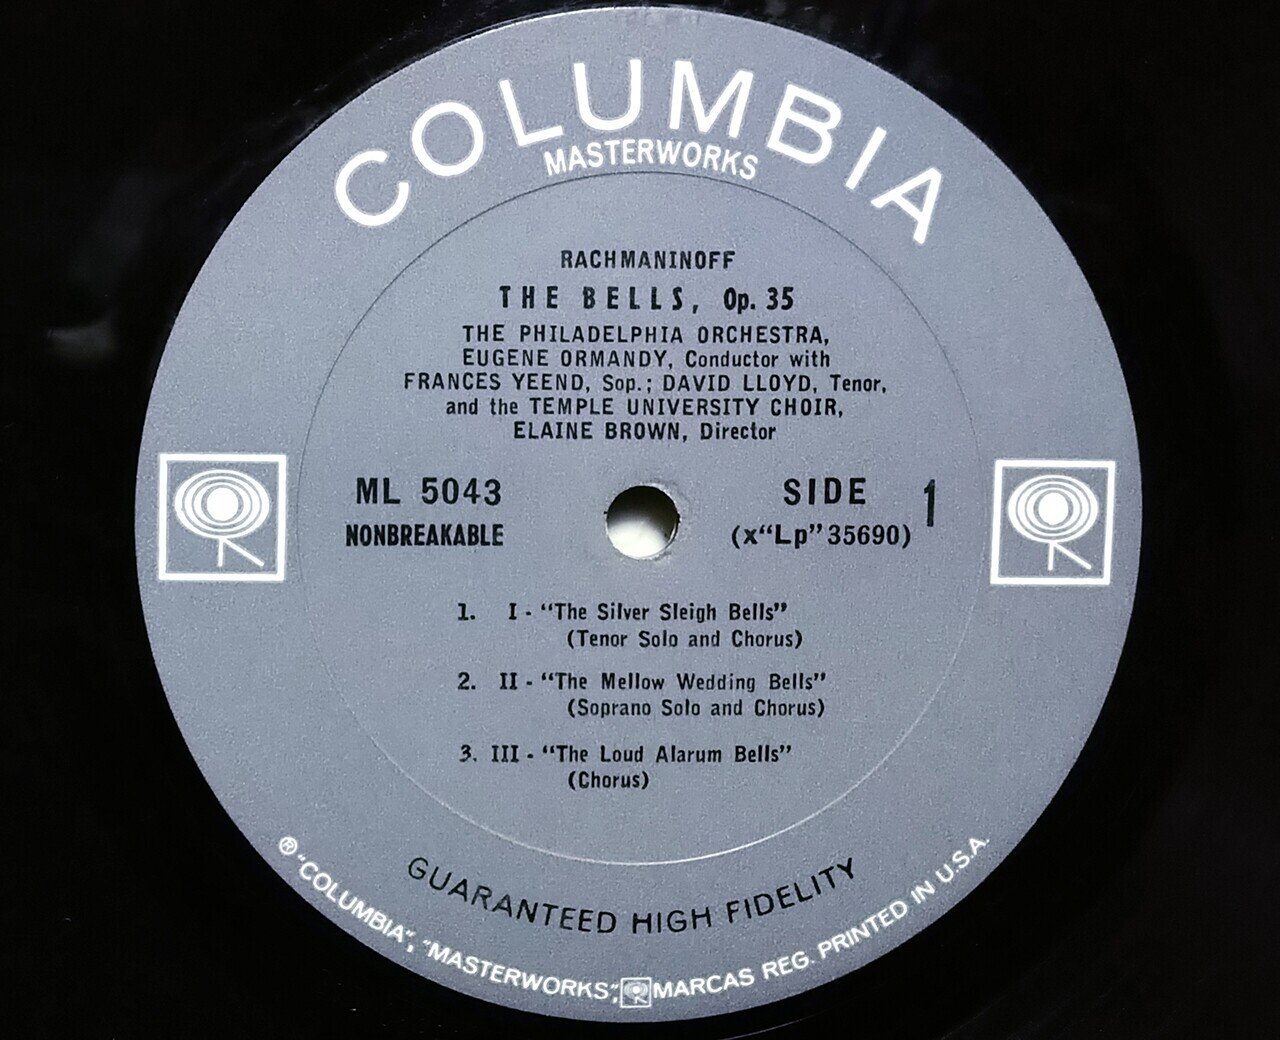 COLUMBIA
MASTERWORKS
RACHMANINOFF
THE BELLS, Op. 35
THE PHILADELPHIA ORCHESTRA,
EUGENE ORMANDY, Conductor with
FRANCES YEEND, Sop.; DAVID LLOYD, Tenor,
and the TEMPLE UNIVERSITY CHOIR,
ELAINE BROWN, Director
ML 5043
NONBREAKABLE
SIDE 1
(x“Lp”35690)
1. I - “The Silver Sleigh Bells”
(Tenor Solo and Chorus)
2. II - “The Mellow Wedding Bells”
(Soprano Solo and Chorus)
3. III - “The Loud Alarum Bells”
(Chorus)
GUARANTEED HIGH FIDELITY
® “COLUMBIA”, “MASTERWORKS”, MARCAS REG. PRINTED IN U.S.A.